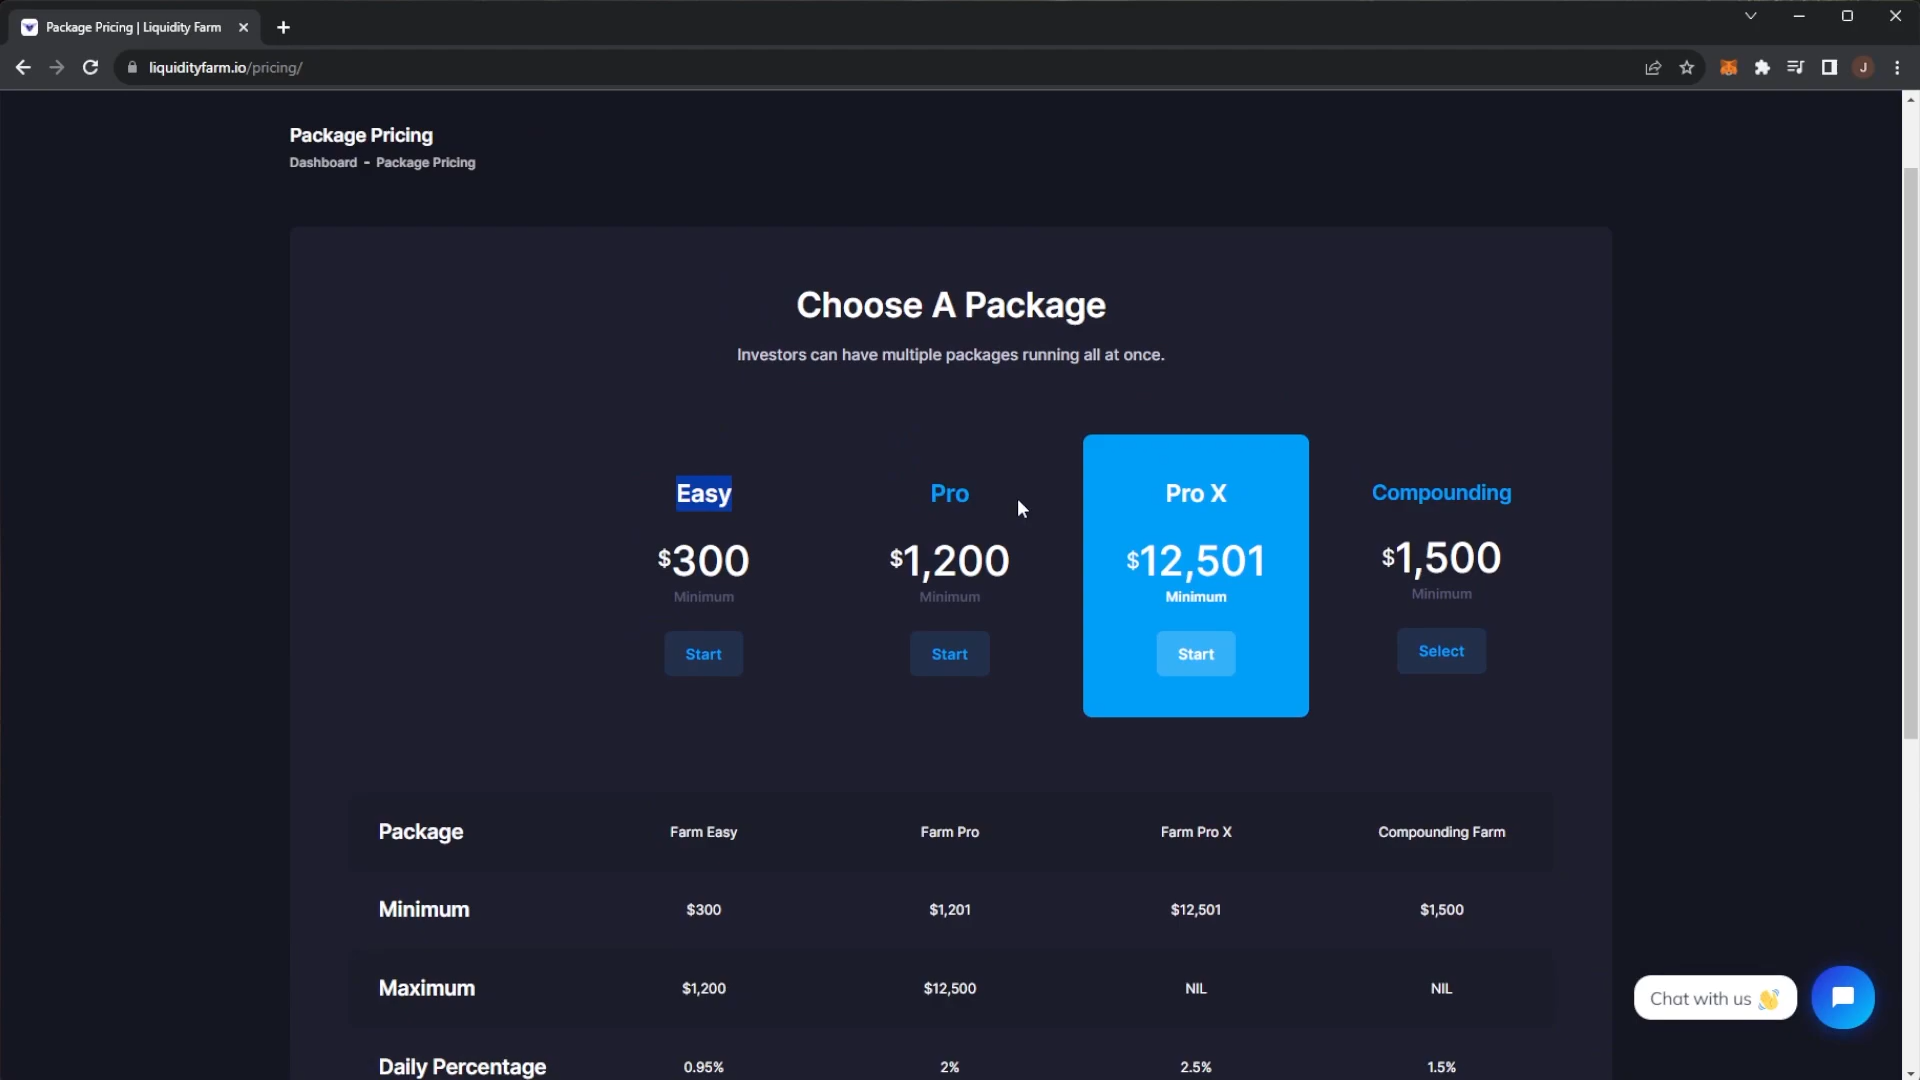 Package Pricing | Liquidity Farm
liquidityfarm.io/pricing/
J
Package Pricing
Dashboard - Package Pricing
Choose A Package
Investors can have multiple packages running all at once.
Easy Pro Pro X Compounding
$300 $1,200 $12,501 $1,500
Minimum Minimum Minimum Minimum
Start Start Start Select
Package Farm Easy Farm Pro Farm Pro X Compounding Farm
Minimum $300 $1,201 $12,501 $1,500
Maximum $1,200 $12,500 NIL NIL
Chat with us 👋
Daily Percentage 0.95% 2% 2.5% 1.5%